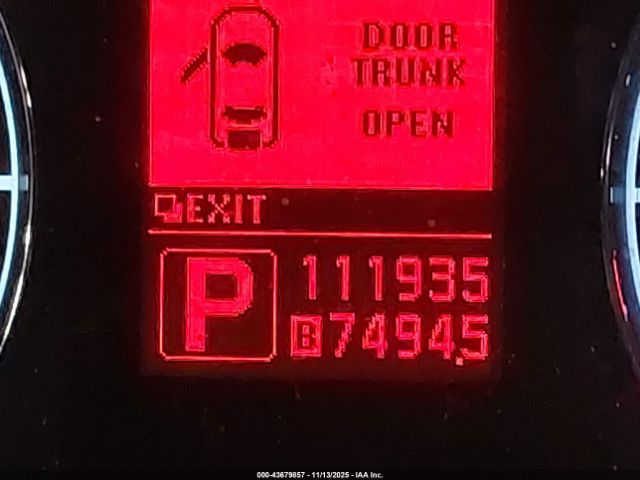 DOOR
TRUNK
OPEN
EXIT
P
111935
B 7494.5
000-43679857 - 11/13/2025 - IAA Inc.